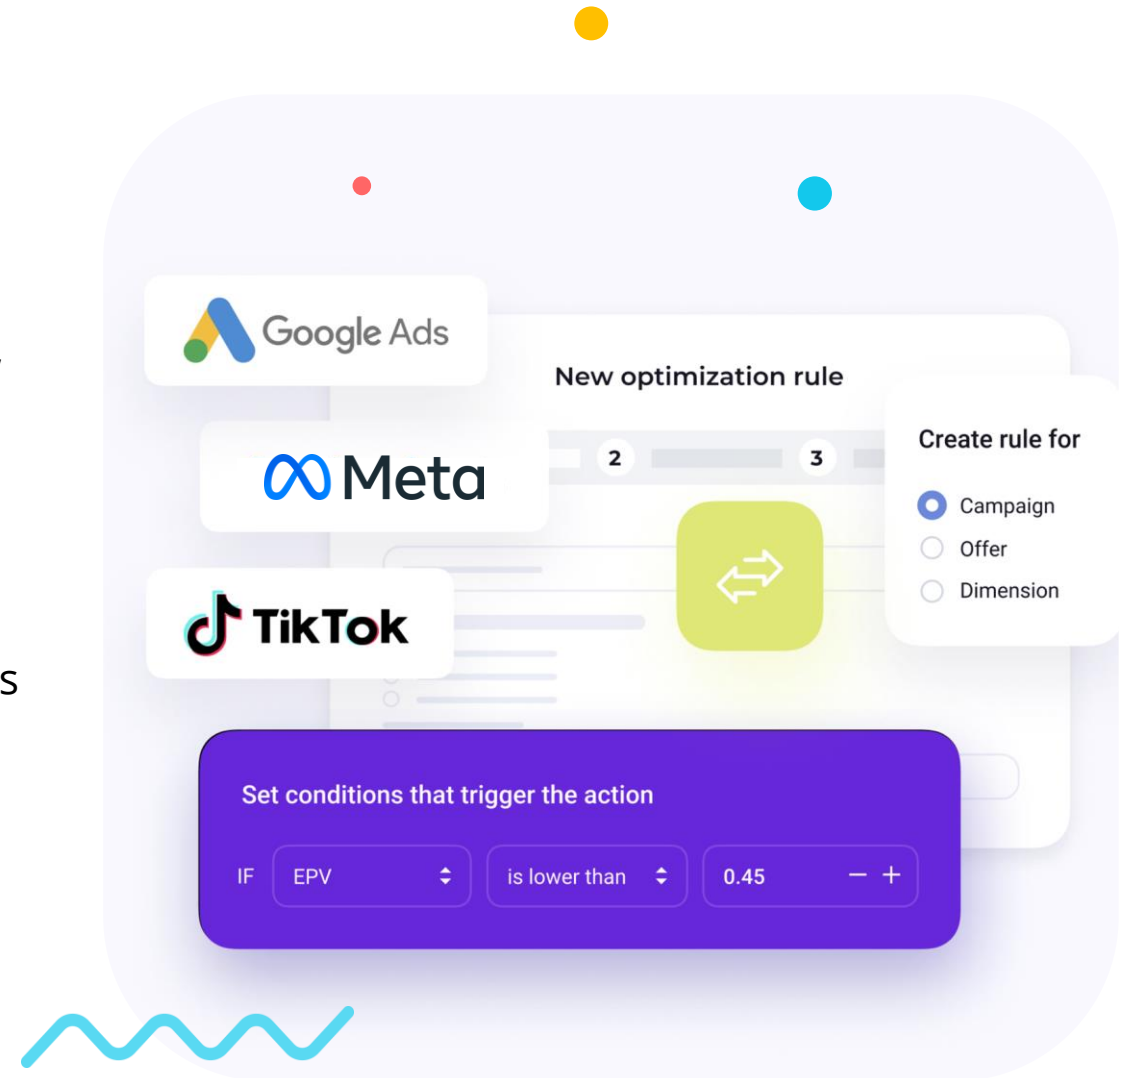 Google Ads
New optimization rule
Meta
2
3
Create rule for
Campaign
Offer
Dimension
TikTok
s
Set conditions that trigger the action
IF
EPV
is lower than
0.45
− +